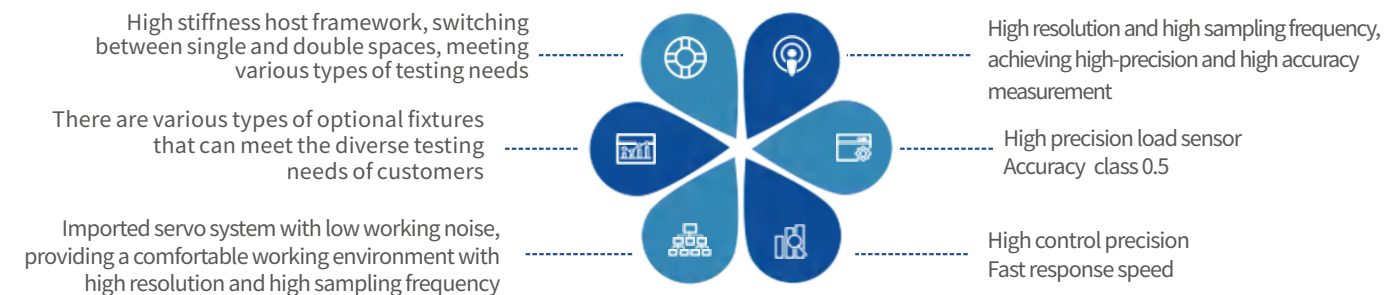 High stiffness host framework, switching
between single and double spaces, meeting
various types of testing needs
There are various types of optional fixtures
that can meet the diverse testing
needs of customers
Imported servo system with low working noise,
providing a comfortable working environment with
high resolution and high sampling frequency
High resolution and high sampling frequency,
achieving high-precision and high accuracy
measurement
High precision load sensor
Accuracy class 0.5
High control precision
Fast response speed